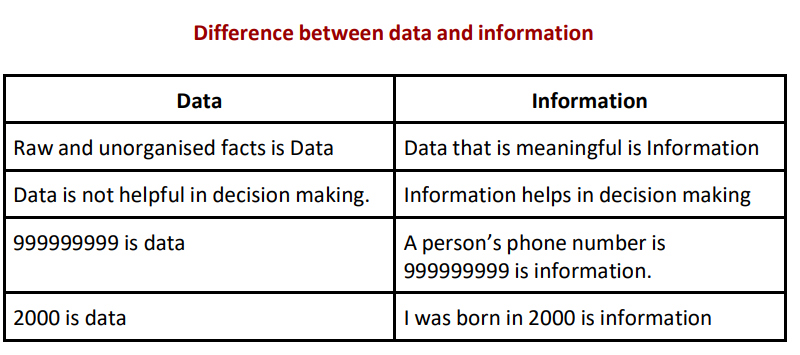 Difference between data and information
Data
Information
Raw and unorganised facts is Data
Data that is meaningful is Information
Data is not helpful in decision making.
Information helps in decision making
999999999 is data
A person’s phone number is
999999999 is information.
2000 is data
I was born in 2000 is information